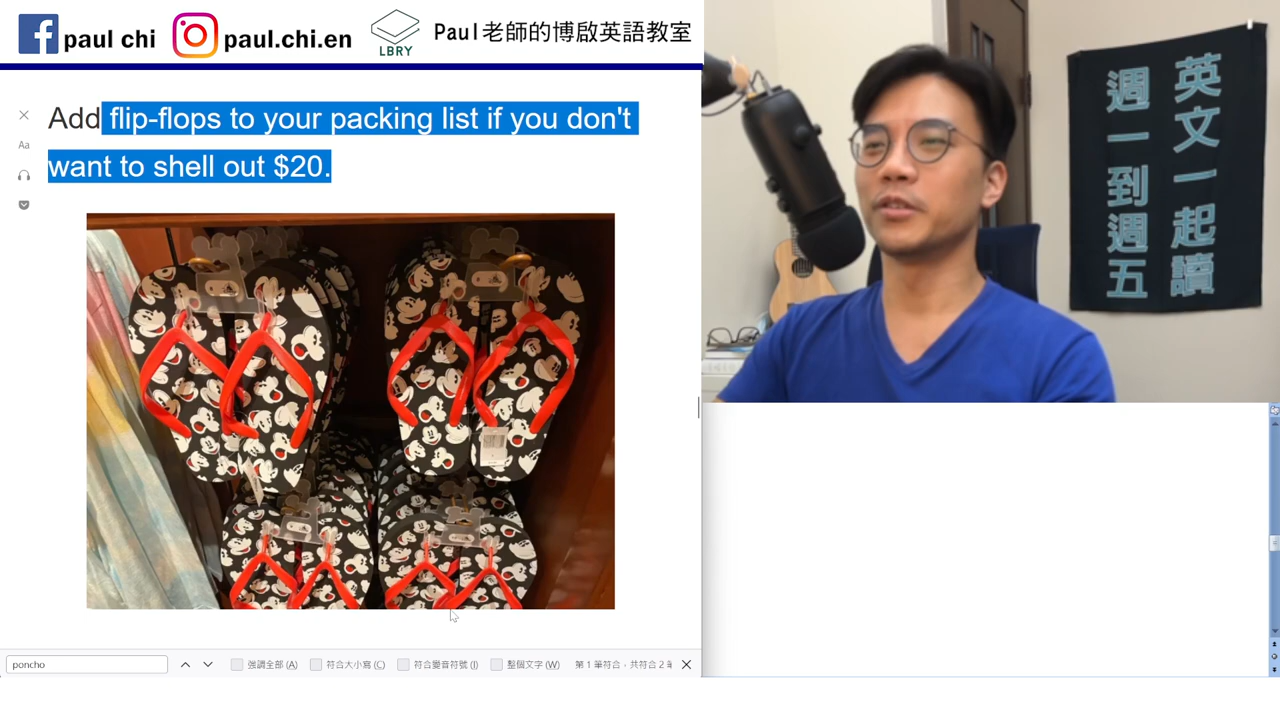 paul chi
paul.chi.en
LBRY
Paul老師的博啟英語教室
Add flip-flops to your packing list if you don't
want to shell out $20.
Aa
英文一起讀
週一到週五
poncho
強調全部 (A)
符合大小寫 (C)
符合變音符號 (I)
整個文字 (W)
第 1 筆符合，共符合 2